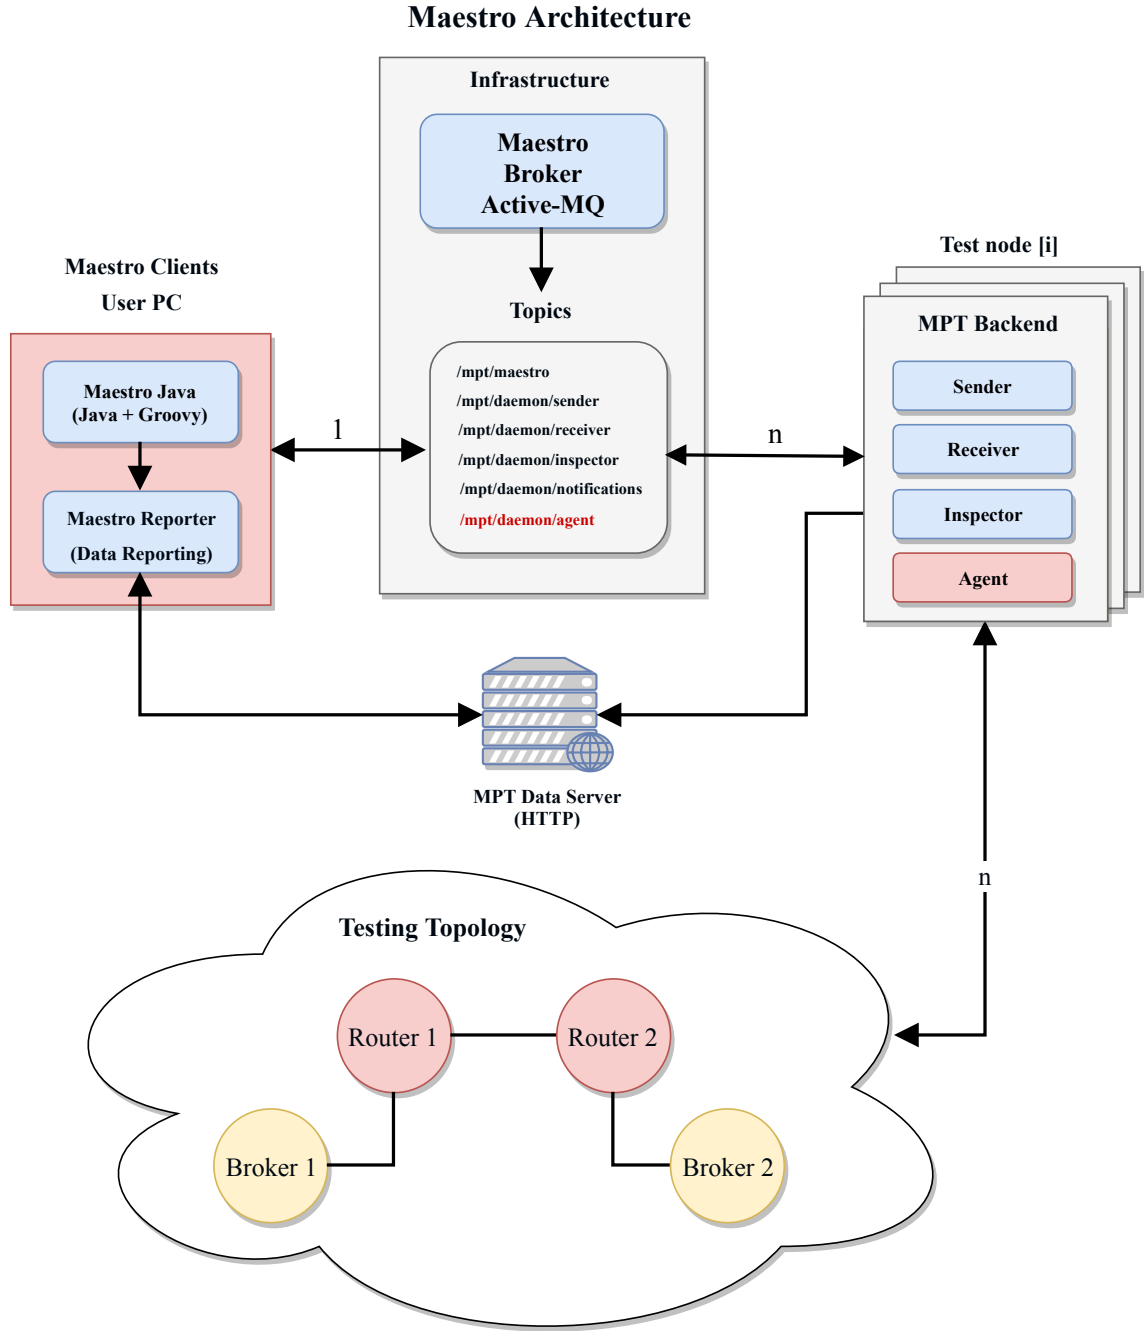 Maestro Architecture
Infrastructure
Maestro
Broker
Active-MQ
Topics
/mpt/maestro
/mpt/daemon/sender
/mpt/daemon/receiver
/mpt/daemon/inspector
/mpt/daemon/notifications
/mpt/daemon/agent
Maestro Clients
User PC
Maestro Java
(Java + Groovy)
Maestro Reporter
(Data Reporting)
1
n
Test node [i]
MPT Backend
Sender
Receiver
Inspector
Agent
MPT Data Server
(HTTP)
n
Testing Topology
Router 1
Router 2
Broker 1
Broker 2